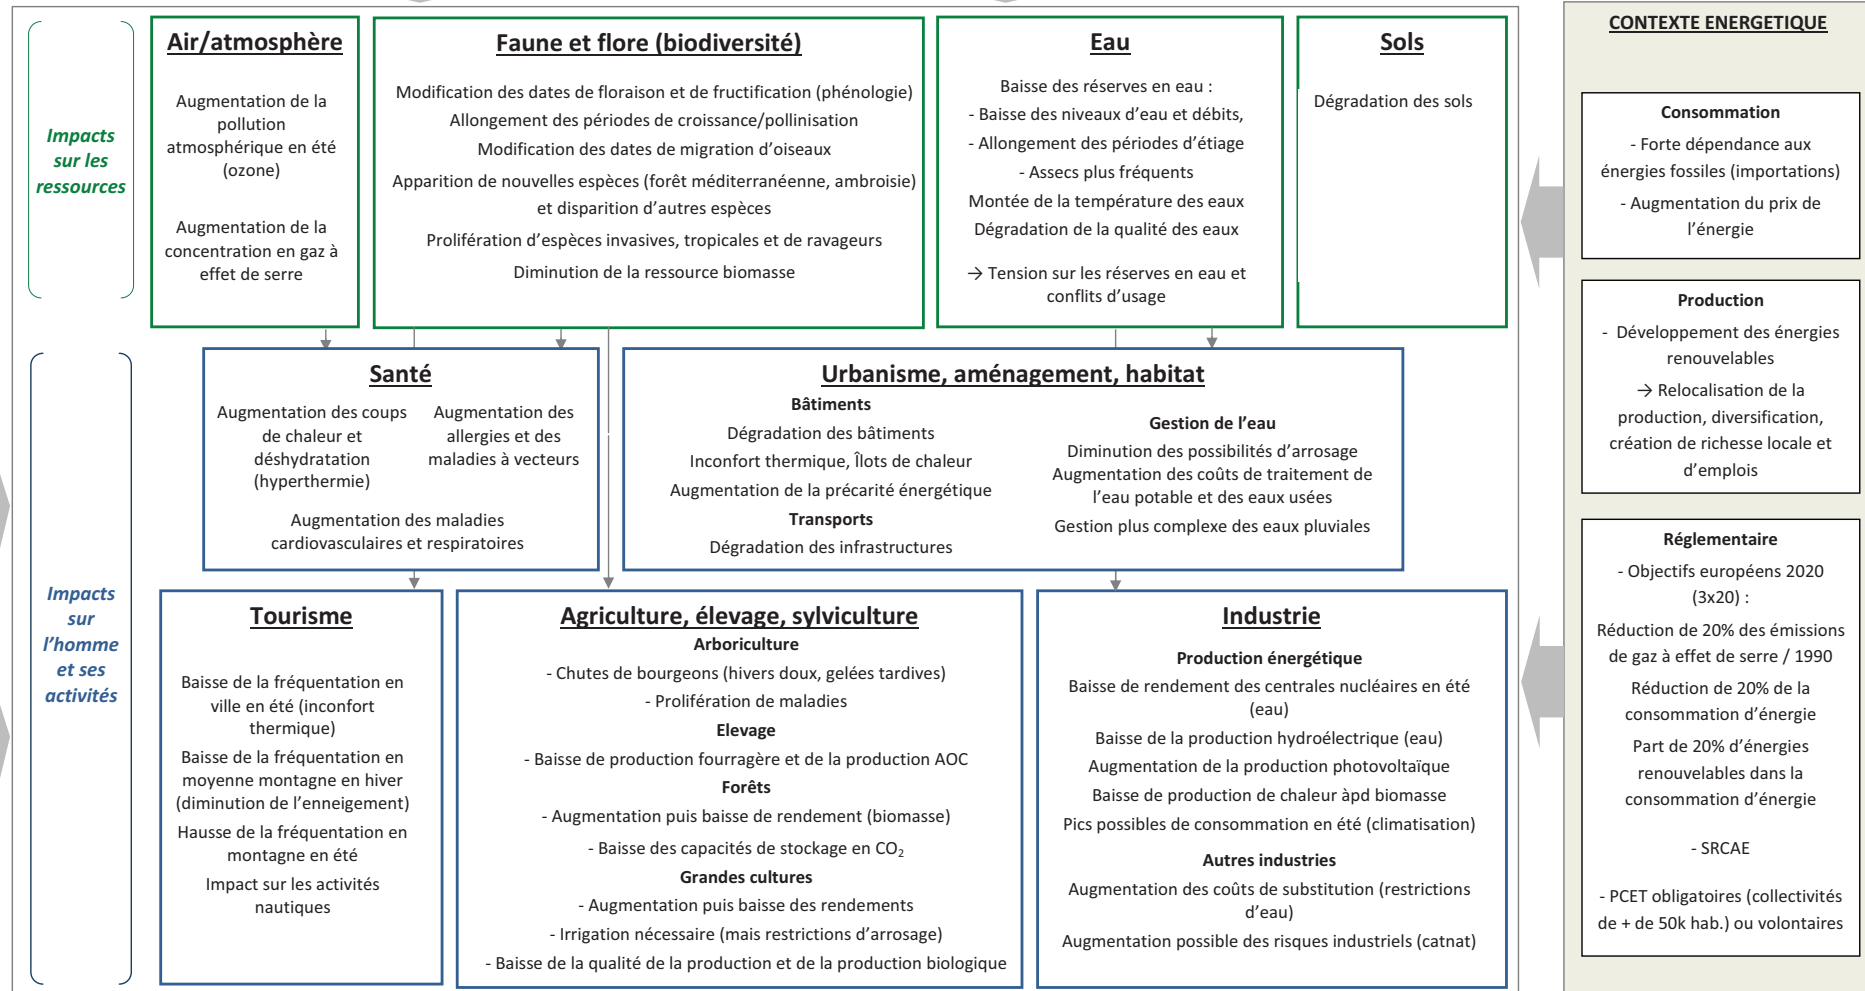 Impacts
sur les
ressources
Air/atmosphère
Augmentation de la
pollution
atmosphérique en été
(ozone)
Augmentation de la
concentration en gaz à
effet de serre
Faune et flore (biodiversité)
Modification des dates de floraison et de fructification (phénologie)
Allongement des périodes de croissance/pollinisation
Modification des dates de migration d'oiseaux
Apparition de nouvelles espèces (forêt méditerranéenne, ambroisie)
et disparition d'autres espèces
Prolifération d'espèces invasives, tropicales et de ravageurs
Diminution de la ressource biomasse
Eau
Baisse des réserves en eau :
- Baisse des niveaux d'eau et débits,
- Allongement des périodes d'étiage
- Assecs plus fréquents
Montée de la température des eaux
Dégradation de la qualité des eaux
→ Tension sur les réserves en eau et
conflits d'usage
Sols
Dégradation des sols
Impacts
sur
l'homme
et ses
activités
Santé
Augmentation des coups
de chaleur et
déshydratation
(hyperthermie)
Augmentation des
allergies et des
maladies à vecteurs
Augmentation des maladies
cardiovasculaires et respiratoires
Urbanisme, aménagement, habitat
Bâtiments
Dégradation des bâtiments
Inconfort thermique, Îlots de chaleur
Augmentation de la précarité énergétique
Transports
Dégradation des infrastructures
Gestion de l'eau
Diminution des possibilités d'arrosage
Augmentation des coûts de traitement de
l'eau potable et des eaux usées
Gestion plus complexe des eaux pluviales
Tourisme
Baisse de la fréquentation en
ville en été (inconfort
thermique)
Baisse de la fréquentation en
moyenne montagne en hiver
(diminution de l'enneigement)
Hausse de la fréquentation en
montagne en été
Impact sur les activités
nautiques
Agriculture, élevage, sylviculture
Arboriculture
- Chutes de bourgeons (hivers doux, gelées tardives)
- Prolifération de maladies
Elevage
- Baisse de production fourragère et de la production AOC
Forêts
- Augmentation puis baisse de rendement (biomasse)
- Baisse des capacités de stockage en CO₂
Grandes cultures
- Augmentation puis baisse des rendements
- Irrigation nécessaire (mais restrictions d'arrosage)
- Baisse de la qualité de la production et de la production biologique
Industrie
Production énergétique
Baisse de rendement des centrales nucléaires en été
(eau)
Baisse de la production hydroélectrique (eau)
Augmentation de la production photovoltaïque
Baisse de production de chaleur àpd biomasse
Pics possibles de consommation en été (climatisation)
Autres industries
Augmentation des coûts de substitution (restrictions
d'eau)
Augmentation possible des risques industriels (catnat)
CONTEXTE ENERGETIQUE
Consommation
- Forte dépendance aux
énergies fossiles (importations)
- Augmentation du prix de
l'énergie
Production
- Développement des énergies
renouvelables
→ Relocalisation de la
production, diversification,
création de richesse locale et
d'emplois
Réglementaire
- Objectifs européens 2020
(3x20) :
Réduction de 20% des émissions
de gaz à effet de serre / 1990
Réduction de 20% de la
consommation d'énergie
Part de 20% d'énergies
renouvelables dans la
consommation d'énergie
- SRCAE
- PCET obligatoires (collectivités
de + de 50k hab.) ou volontaires